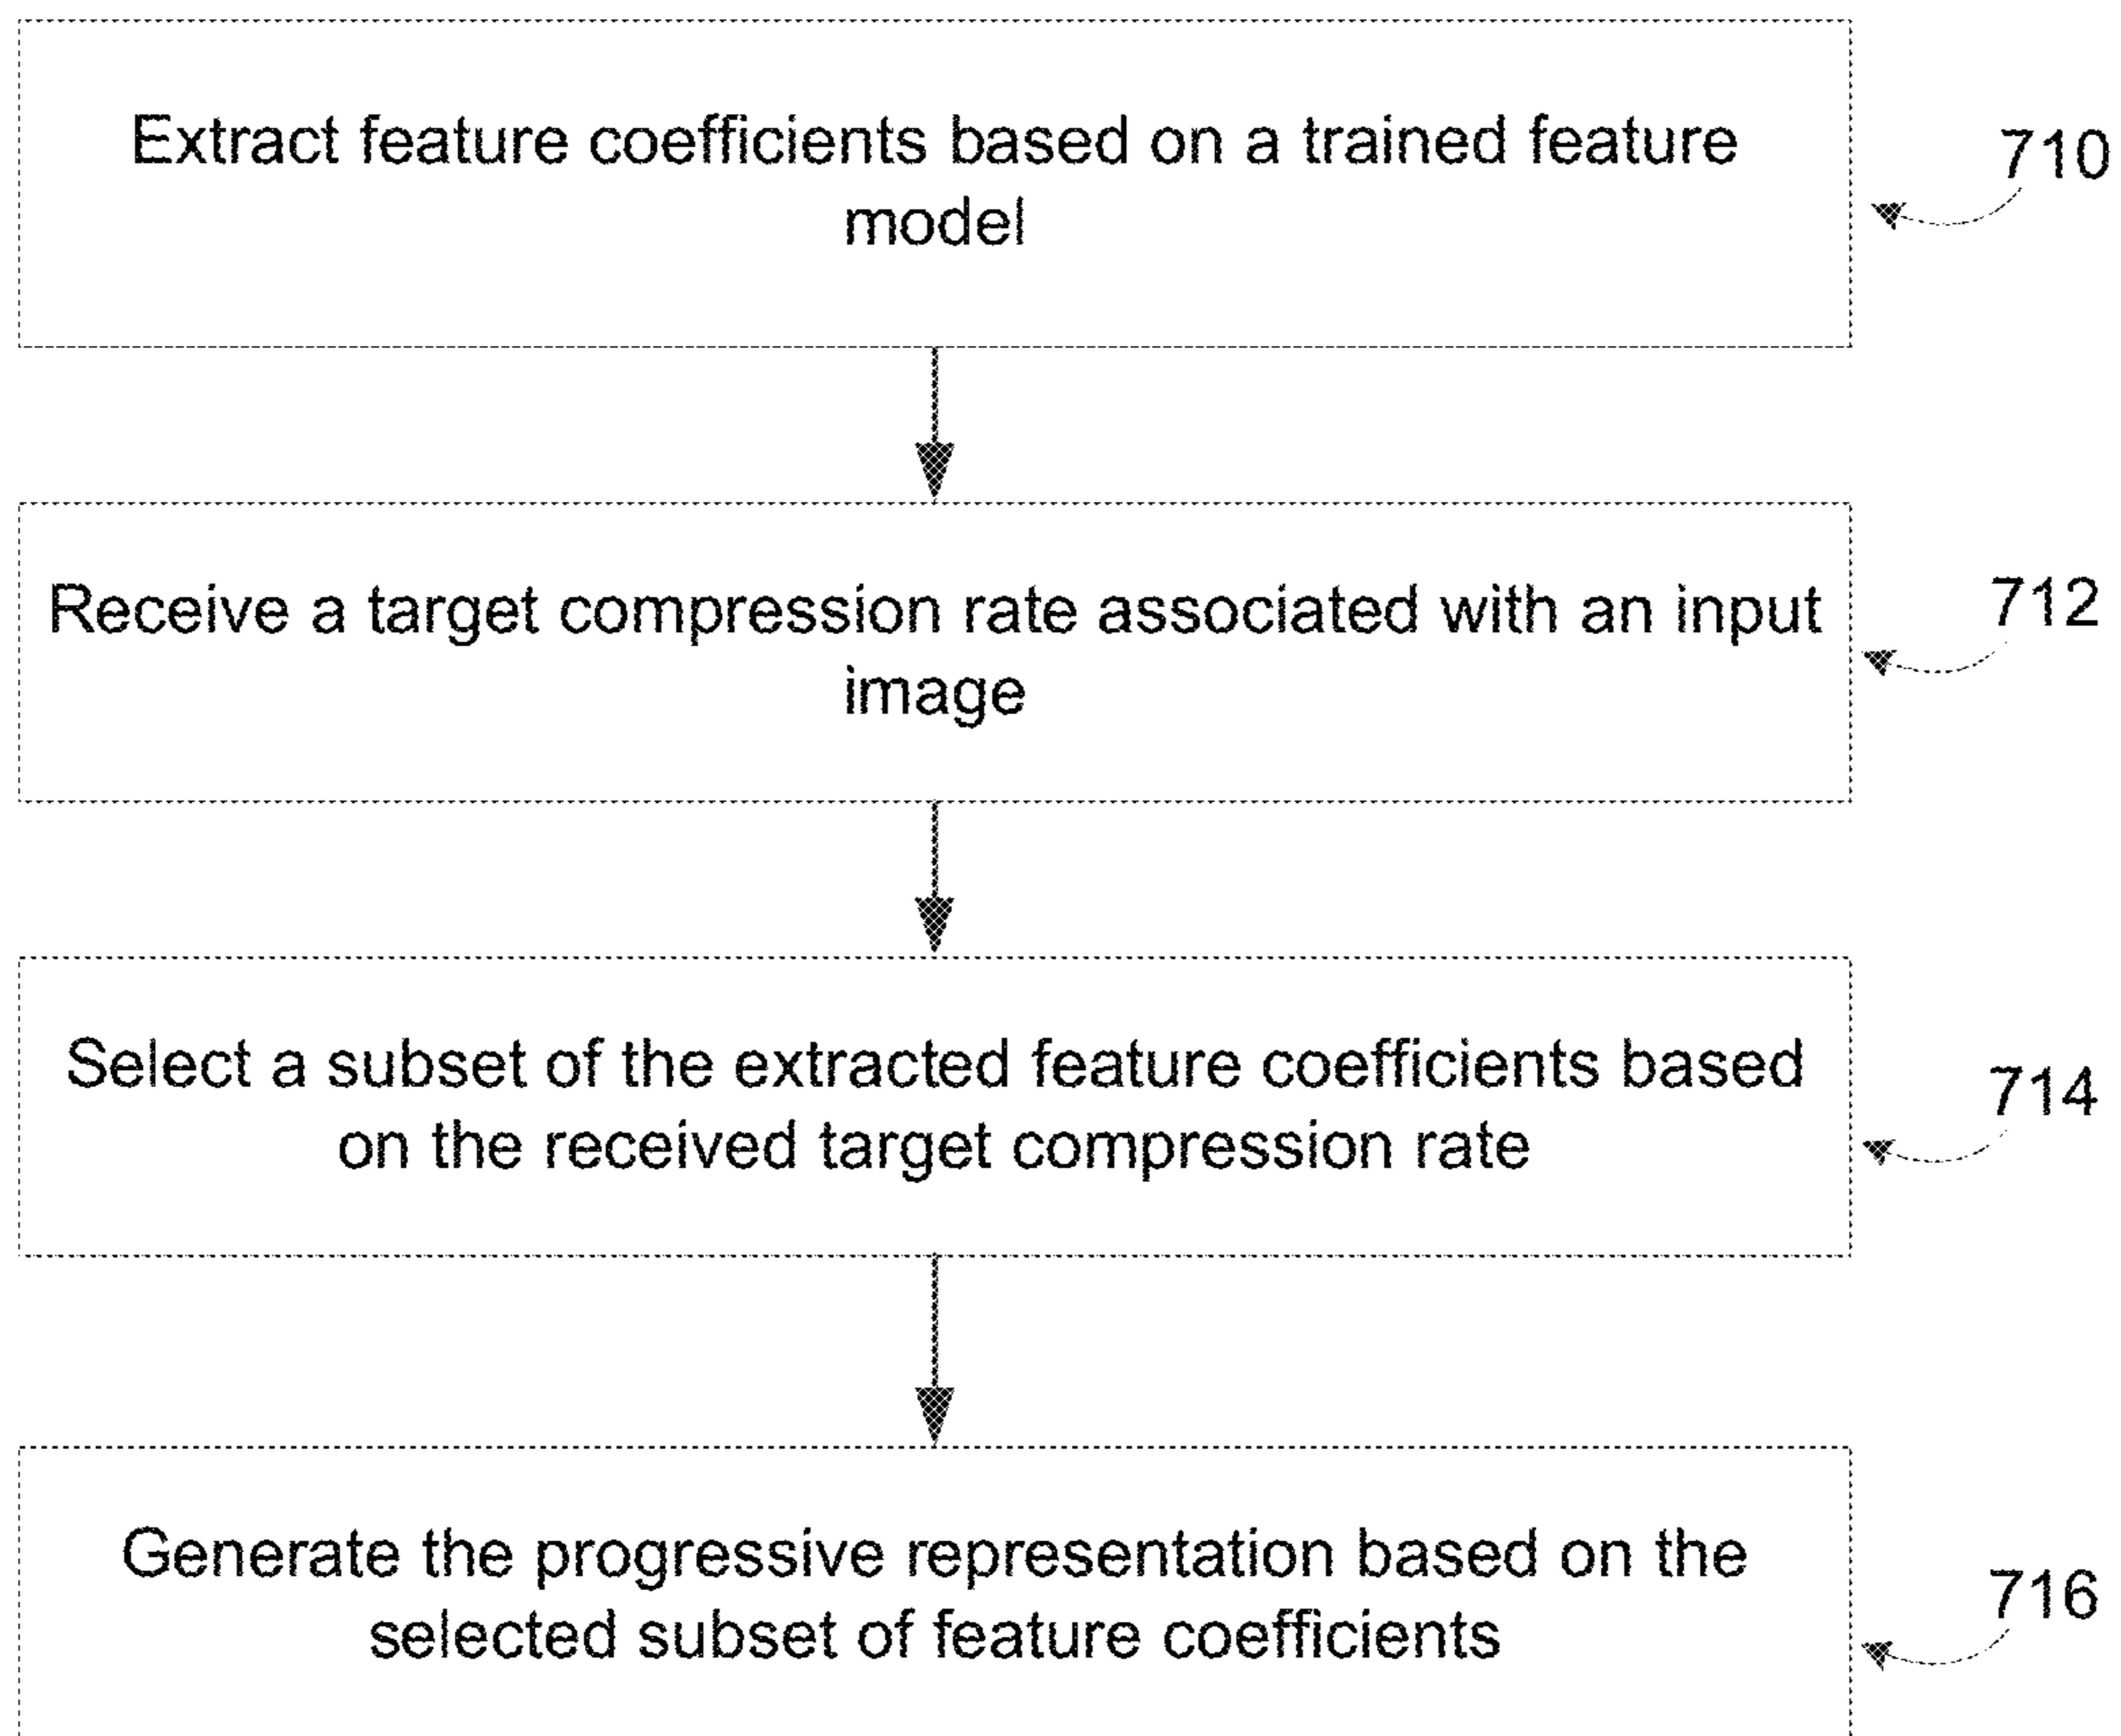 Extract feature coefficients based on a trained feature
model
710
Receive a target compression rate associated with an input
image
712
Select a subset of the extracted feature coefficients based
on the received target compression rate
714
Generate the progressive representation based on the
selected subset of feature coefficients
716